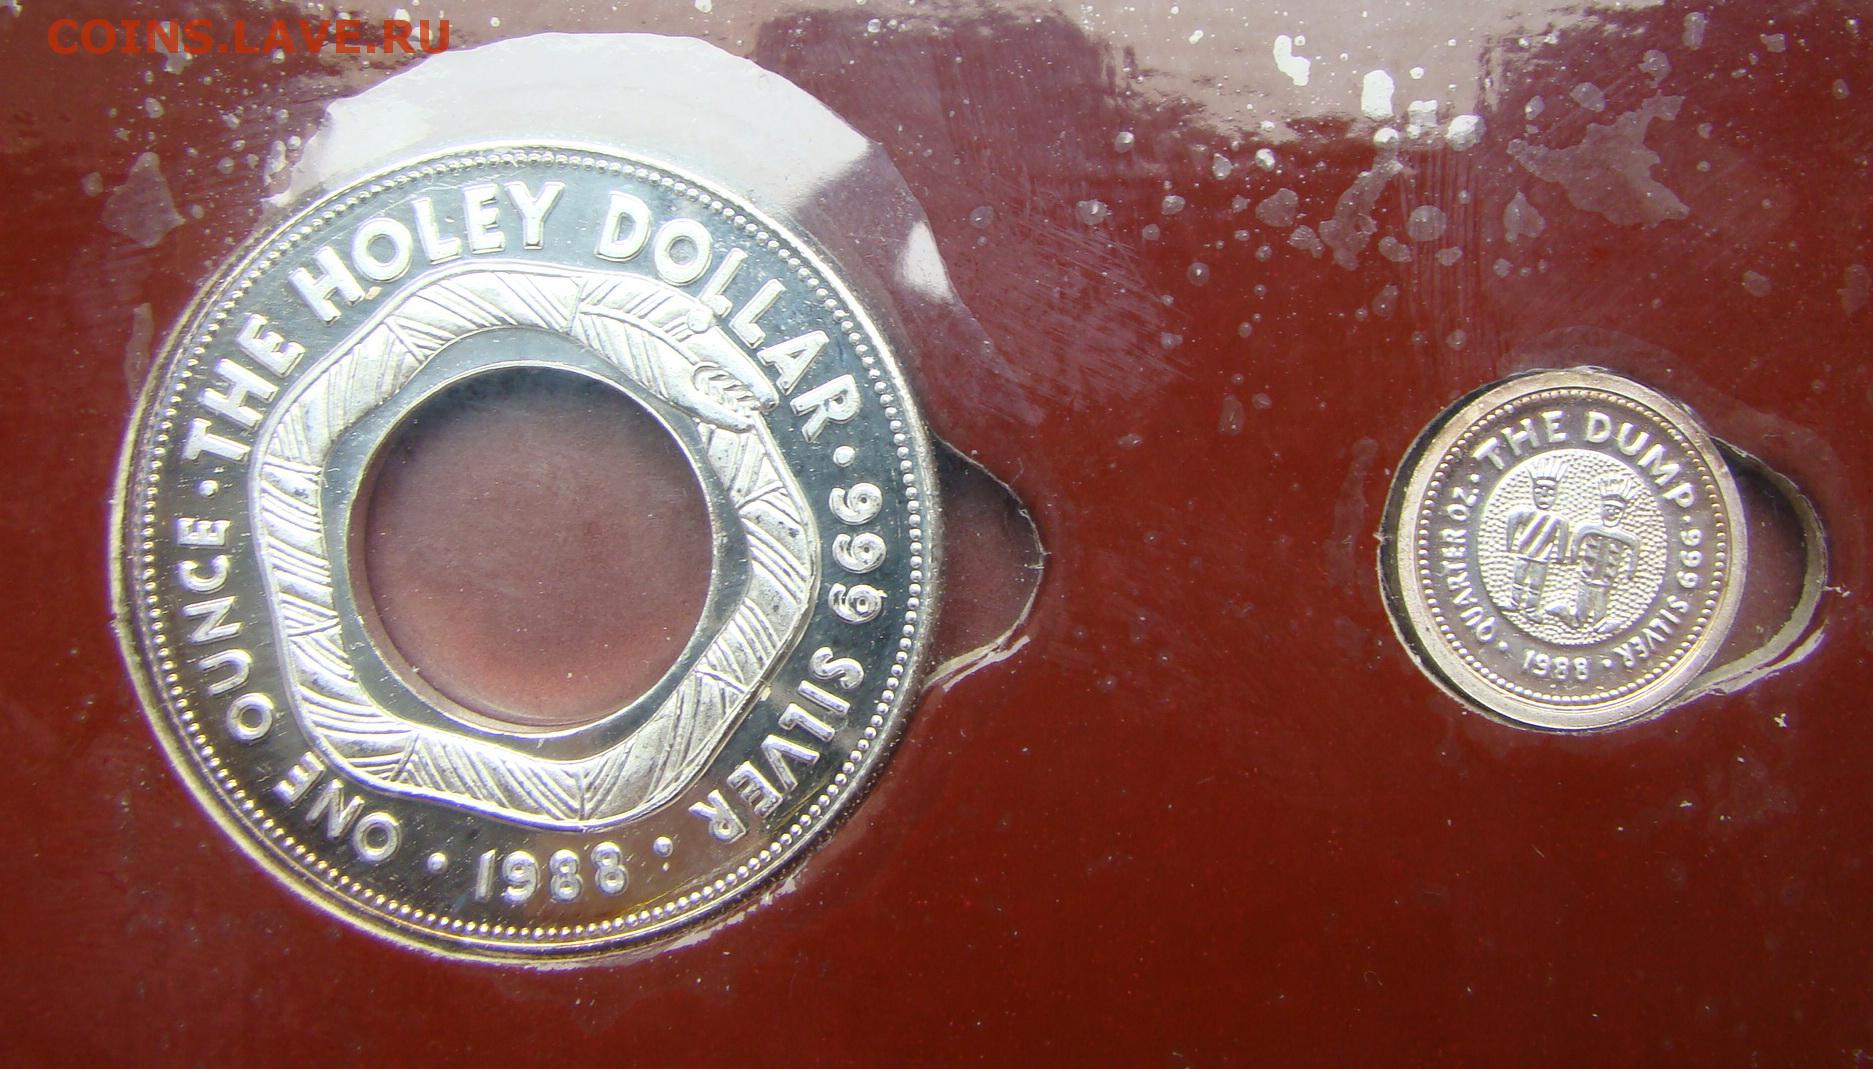 COINS.LAVE.RU
ONE OUNCE · THE HOLEY DOLLAR · 999 SILVER ·
1988
QUARTER OZ. · THE DUMP · 999 SILVER ·
1988